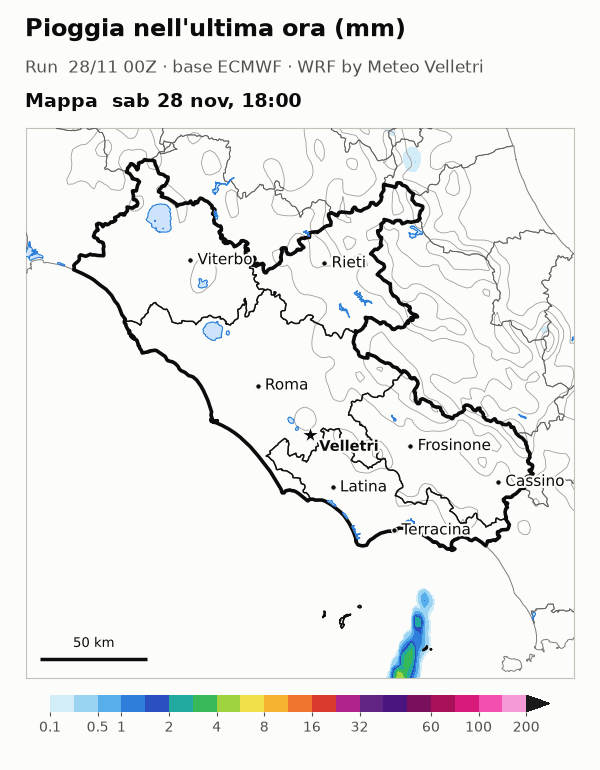 Pioggia nell'ultima ora (mm)
Run  28/11 00Z · base ECMWF · WRF by Meteo Velletri
Mappa  sab 28 nov, 18:00
Viterbo
Rieti
Roma
Velletri
Frosinone
Latina
Cassino
Terracina
50 km
0.1 0.5 1 2 4 8 16 32 60 100 200